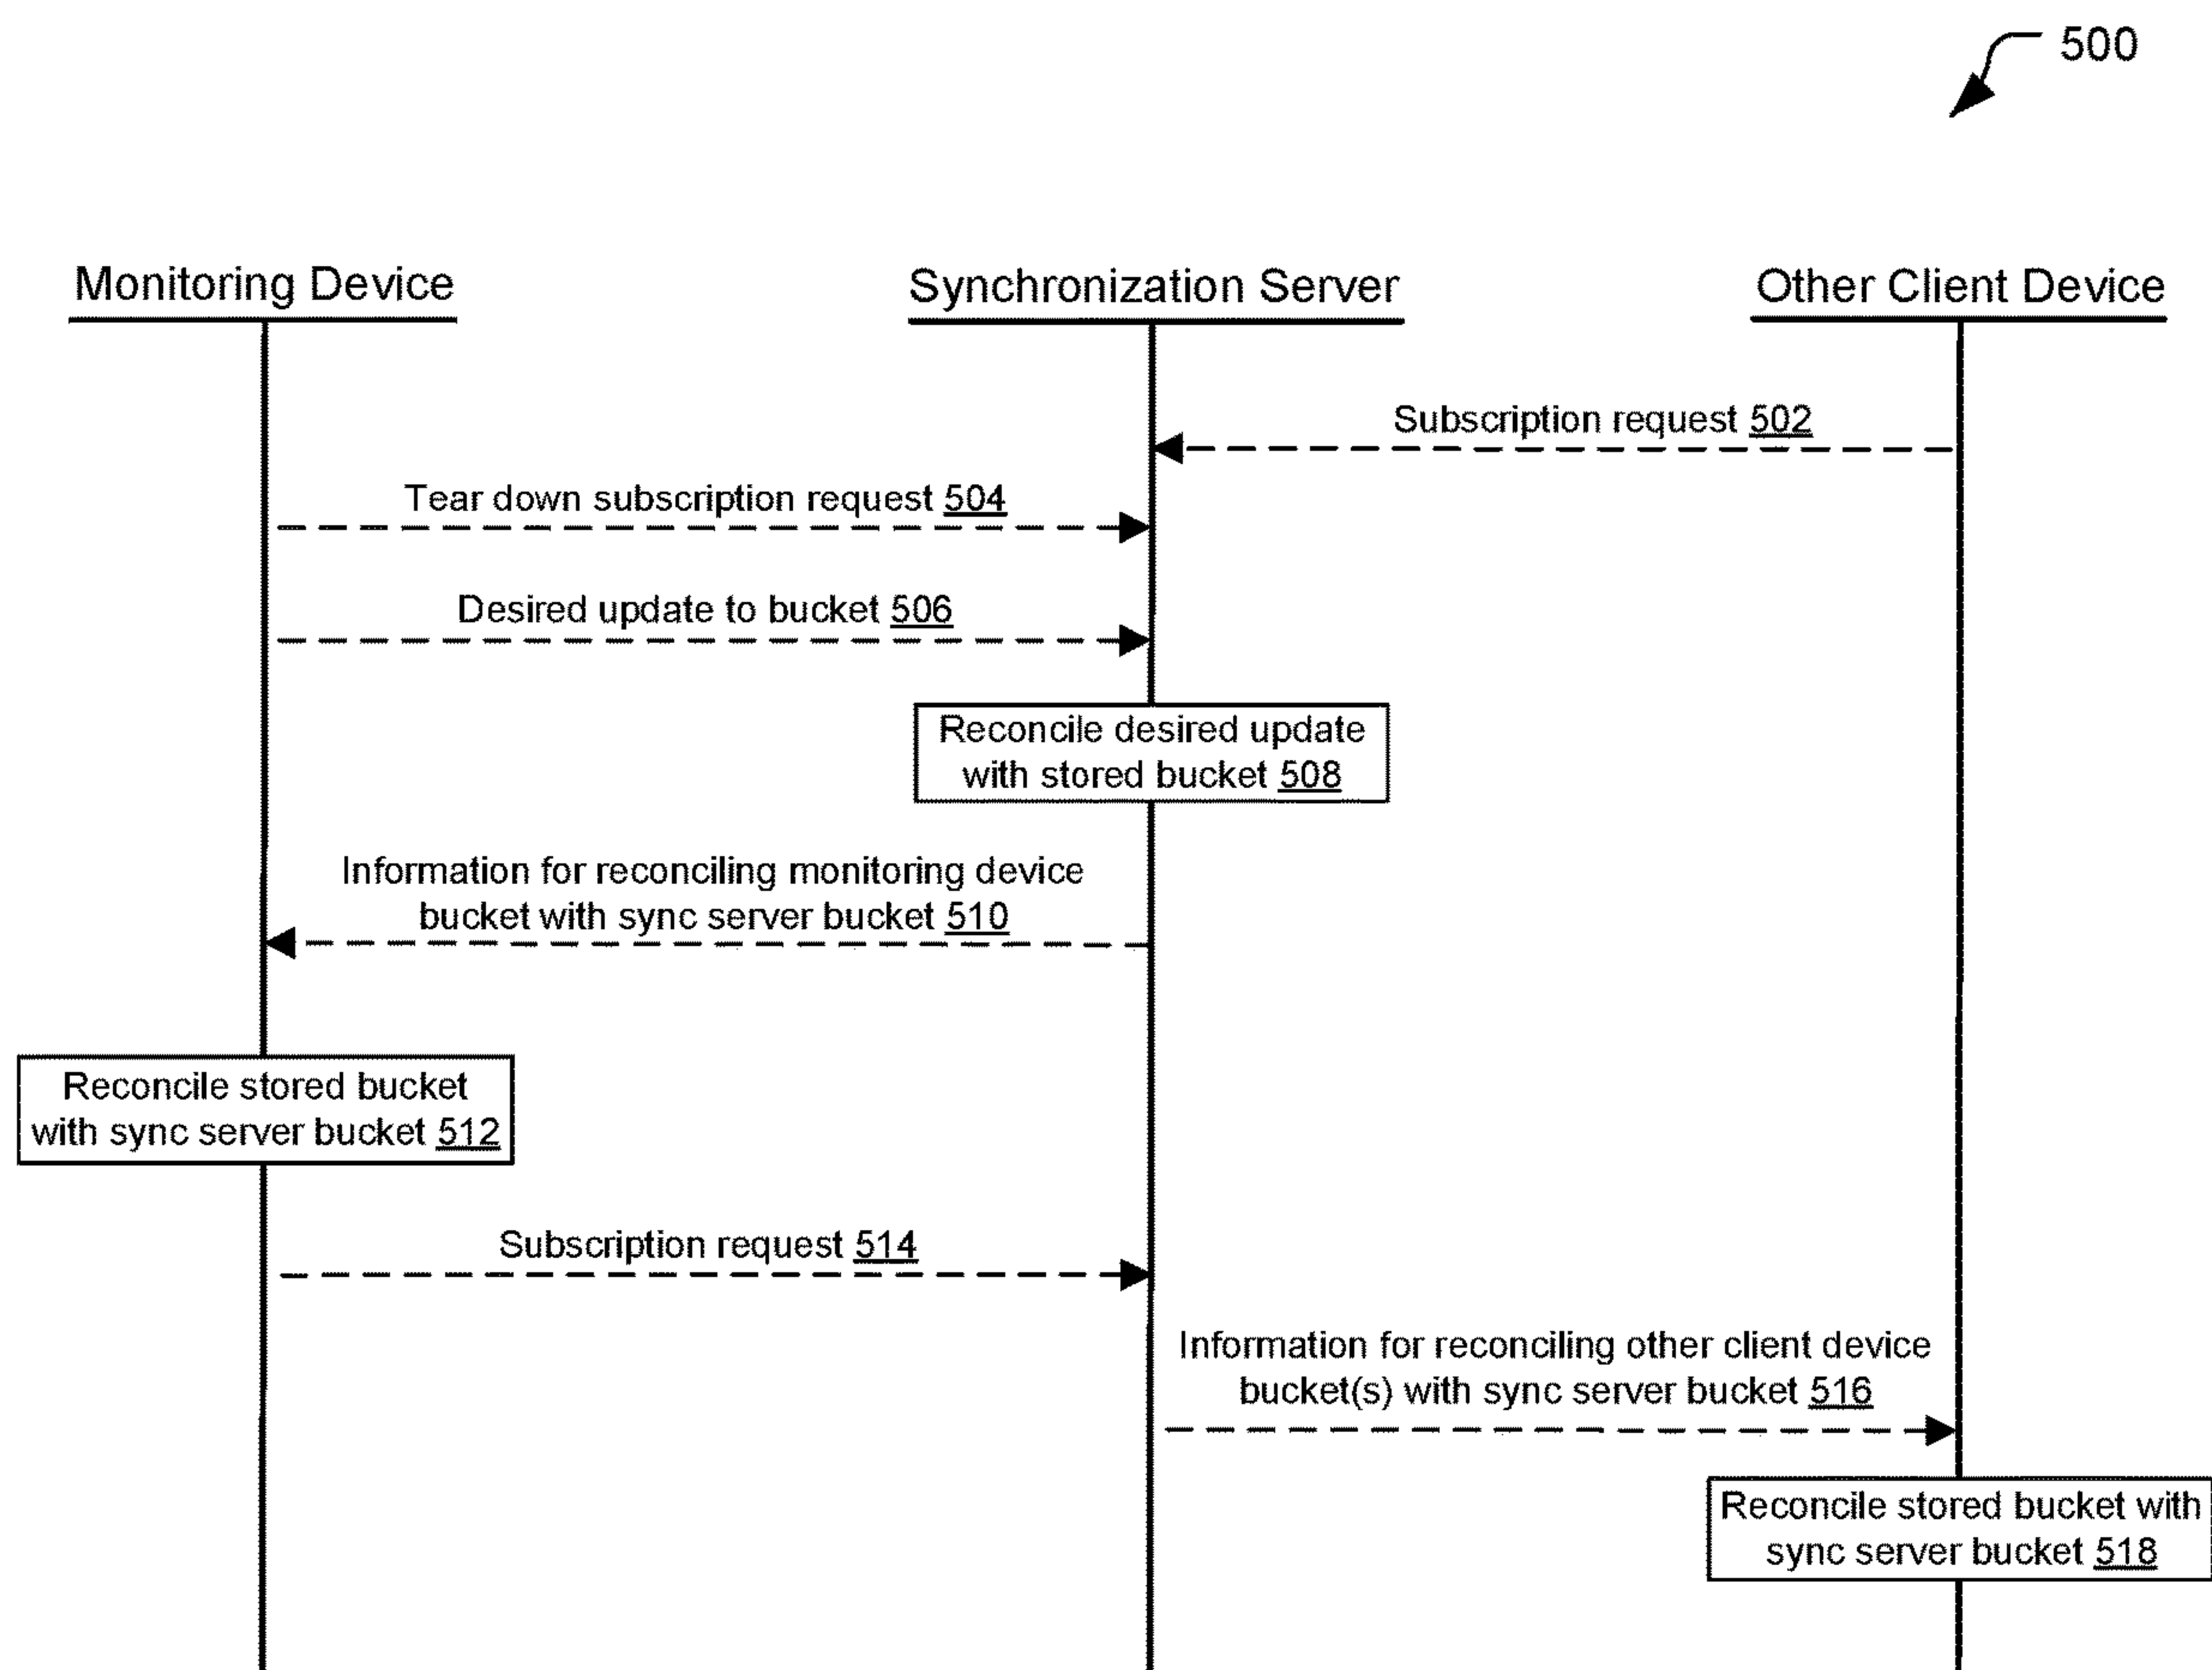 500
Monitoring Device
Synchronization Server
Other Client Device
Subscription request 502
Tear down subscription request 504
Desired update to bucket 506
Reconcile desired update
with stored bucket 508
Information for reconciling monitoring device
bucket with sync server bucket 510
Reconcile stored bucket
with sync server bucket 512
Subscription request 514
Information for reconciling other client device
bucket(s) with sync server bucket 516
Reconcile stored bucket with
sync server bucket 518